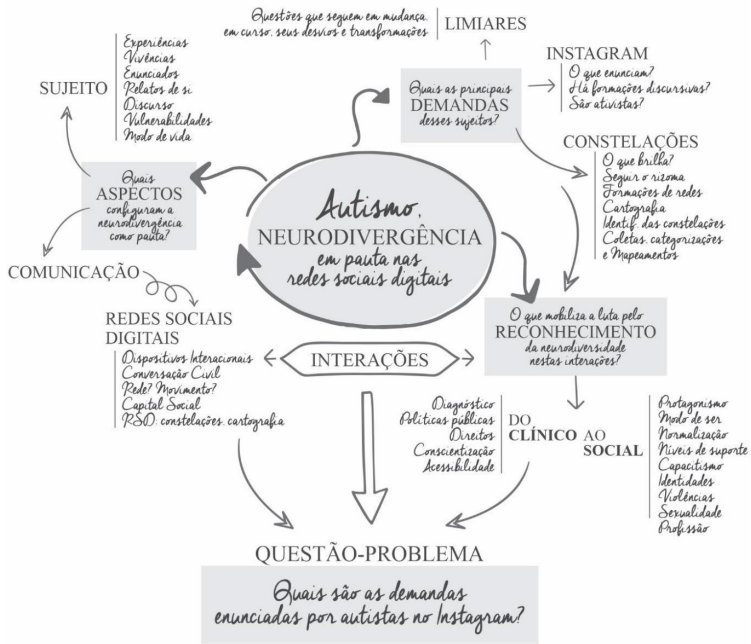 Questões que seguem em mudança
em curso, seus desvios e transformações
LIMIARES
Experiências
Vivências
Enunciados
Relatos de si
Discurso
Vulnerabilidades
Modo de vida
SUJEITO
Quais as principais
DEMANDAS
desses sujeitos?
INSTAGRAM
O que enunciam?
Há formações discursivas?
São ativistas?
CONSTELAÇÕES
O que brilha?
Seguir o rizoma
Formações de redes
Cartografia
Identif. das constelações
Coletas, categorizações
e Mapeamentos
Quais
ASPECTOS
configuram a
neurodivergência
como pauta?
Autismo,
NEURODIVERGÊNCIA
em pauta nas
redes sociais digitais
COMUNICAÇÃO
REDES SOCIAIS
DIGITAIS
Dispositivos Interacionais
Conversação Civil
Rede? Movimento?
Capital Social
RSD: constelações, cartografia
INTERAÇÕES
O que mobiliza a luta pelo
RECONHECIMENTO
da neurodiversidade
nestas interações?
Diagnóstico
Políticas públicas
Direitos
Conscientização
Acessibilidade
DO
CLÍNICO AO
SOCIAL
Protagonismo
Modo de ser
Normalização
Níveis de suporte
Capacitismo
Identidades
Violências
Sexualidade
Profissão
QUESTÃO-PROBLEMA
Quais são as demandas
enunciadas por autistas no Instagram?